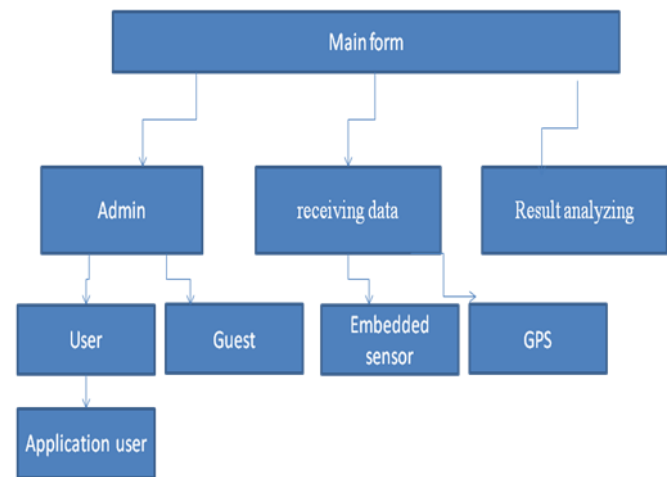 Main form
Admin
receiving data
Result analyzing
User
Guest
Embedded
sensor
GPS
Application user